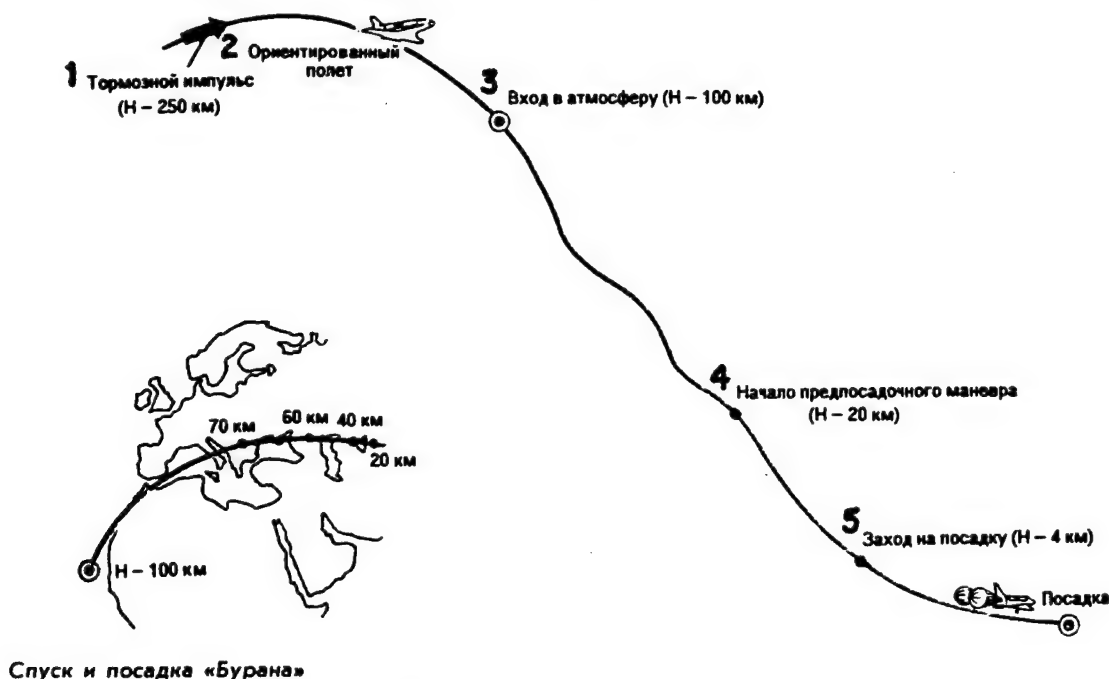 1 Тормозной импульс
(Н – 250 км)
2 Ориентированный
полет
3 Вход в атмосферу (Н – 100 км)
4 Начало предпосадочного маневра
(Н – 20 км)
5 Заход на посадку (Н – 4 км)
Посадка
70 км
60 км
40 км
20 км
Н – 100 км
Спуск и посадка «Бурана»